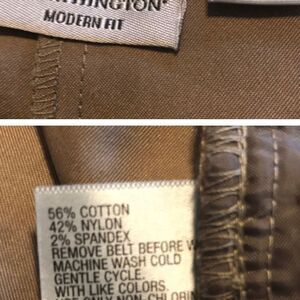 MODERN FIT
56% COTTON
42% NYLON
2% SPANDEX
REMOVE BELT BEFORE
MACHINE WASH COLD
GENTLE CYCLE.
WITH LIKE COLORS.
ONLY